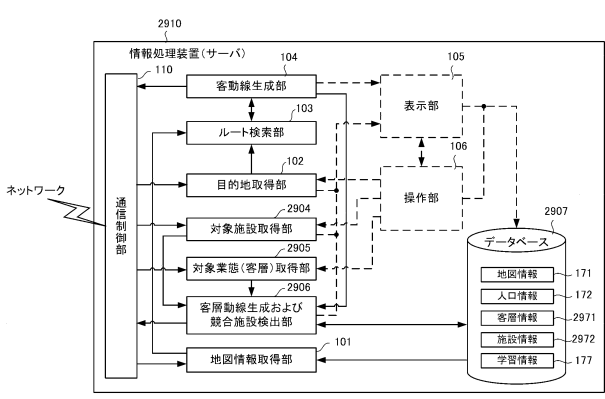 2910
情報処理装置(サーバ)
110
104
客動線生成部
103
ルート検索部
102
目的地取得部
2904
対象施設取得部
2905
対象業態(客層)取得部
2906
客層動線生成および
競合施設検出部
101
地図情報取得部
105
表示部
106
操作部
ネットワーク
通信制御部
2907
データベース
地図情報 171
人口情報 172
客層情報 2971
施設情報 2972
学習情報 177